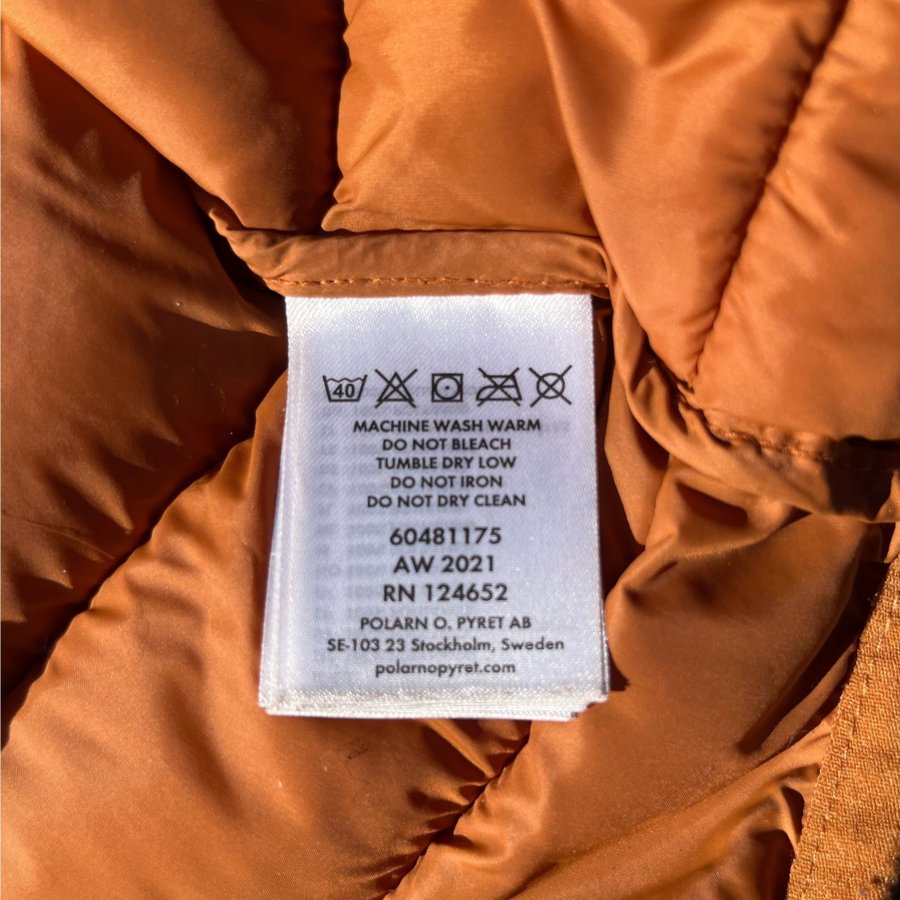 40
MACHINE WASH WARM
DO NOT BLEACH
TUMBLE DRY LOW
DO NOT IRON
DO NOT DRY CLEAN
60481175
AW 2021
RN 124652
POLARN O. PYRET AB
SE-103 23 Stockholm, Sweden
polarnopyret.com